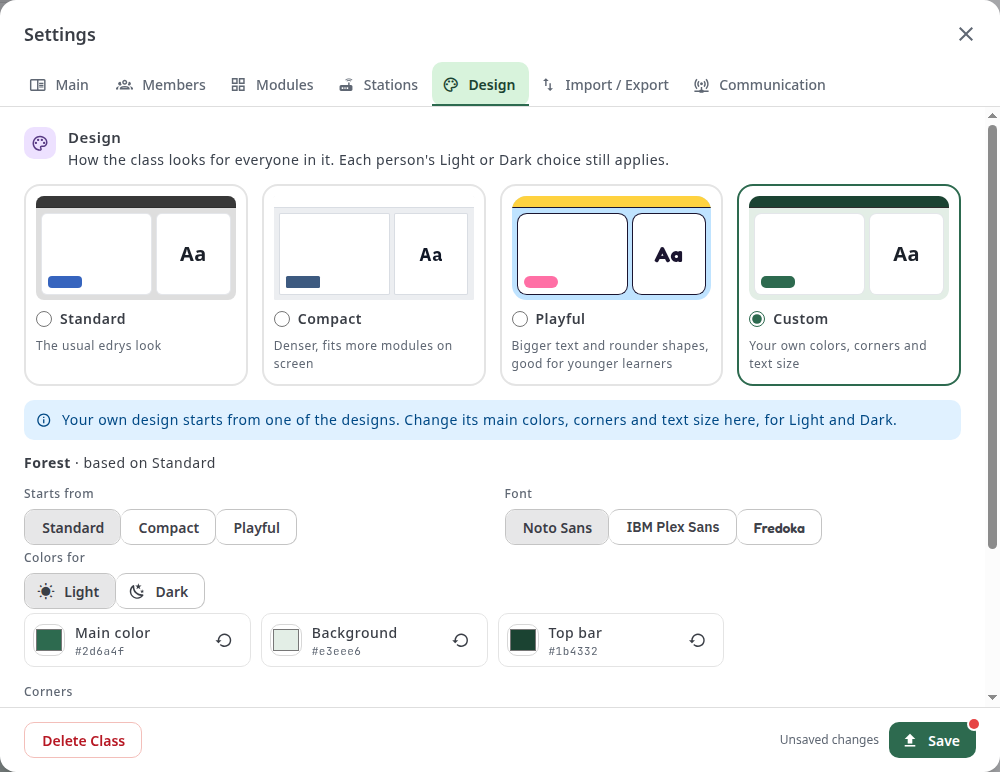 Settings
Main
Members
Modules
Stations
Design
Import / Export
Communication
Design
How the class looks for everyone in it. Each person's Light or Dark choice still applies.
Aa
Aa
Aa
Aa
Standard
The usual edrys look
Compact
Denser, fits more modules on
screen
Playful
Bigger text and rounder shapes,
good for younger learners
Custom
Your own colors, corners and
text size
Your own design starts from one of the designs. Change its main colors, corners and text size here, for Light and Dark.
Forest · based on Standard
Starts from
Font
Standard
Compact
Playful
Noto Sans
IBM Plex Sans
Fredoka
Colors for
Light
Dark
Main color
#2d6a4f
Background
#e3eee6
Top bar
#1b4332
Corners
Delete Class
Unsaved changes
Save